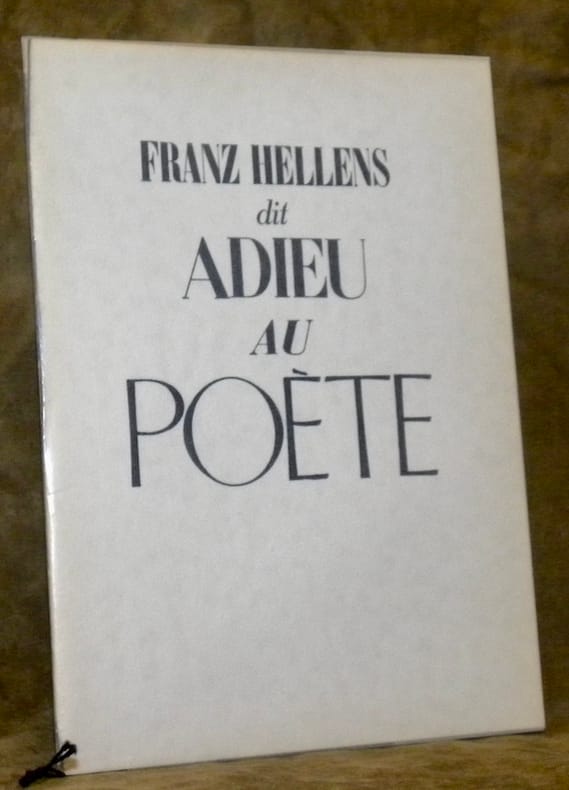 FRANZ HELLENS
dit
ADIEU
AU
POÈTE